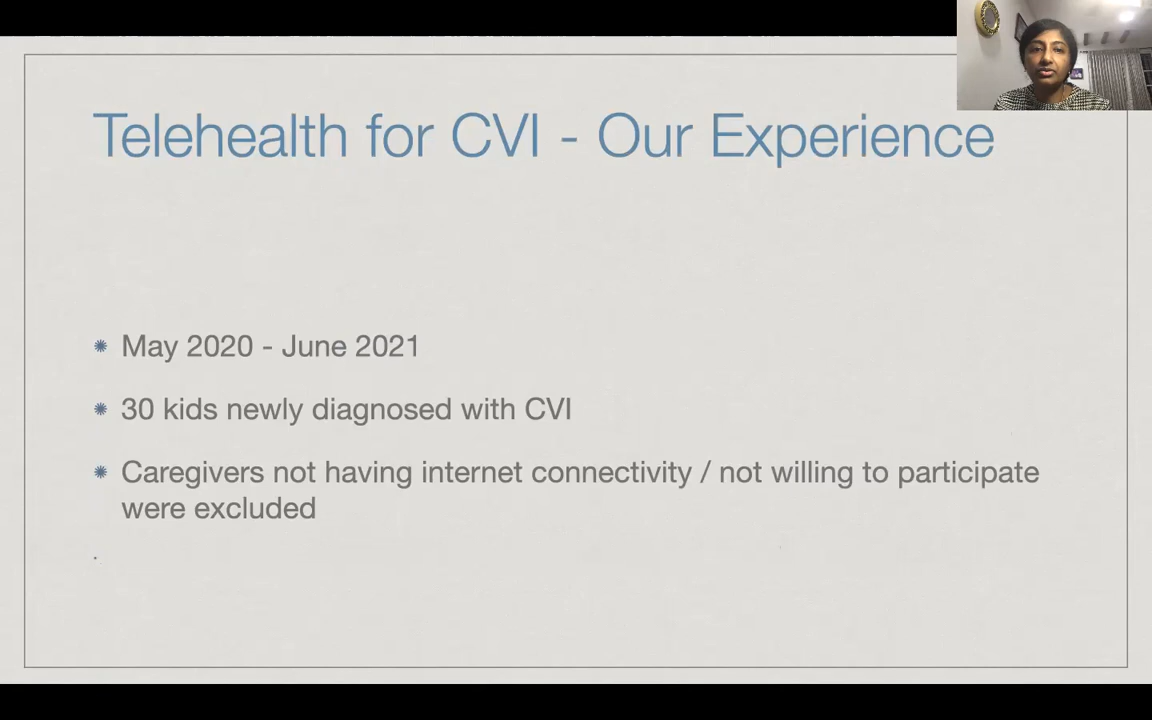 Telehealth for CVI - Our Experience
May 2020 - June 2021
30 kids newly diagnosed with CVI
Caregivers not having internet connectivity / not willing to participate
were excluded